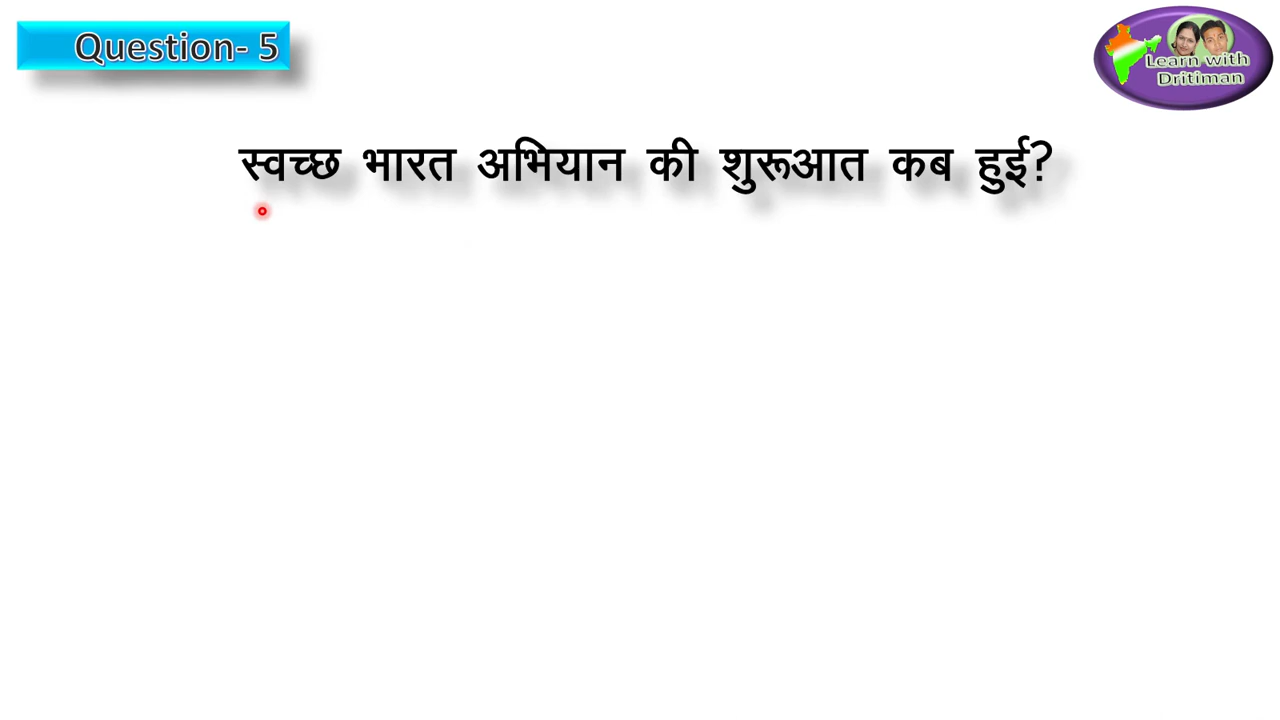 Question- 5
Learn with
Dritiman
स्वच्छ भारत अभियान की शुरूआत कब हुई?